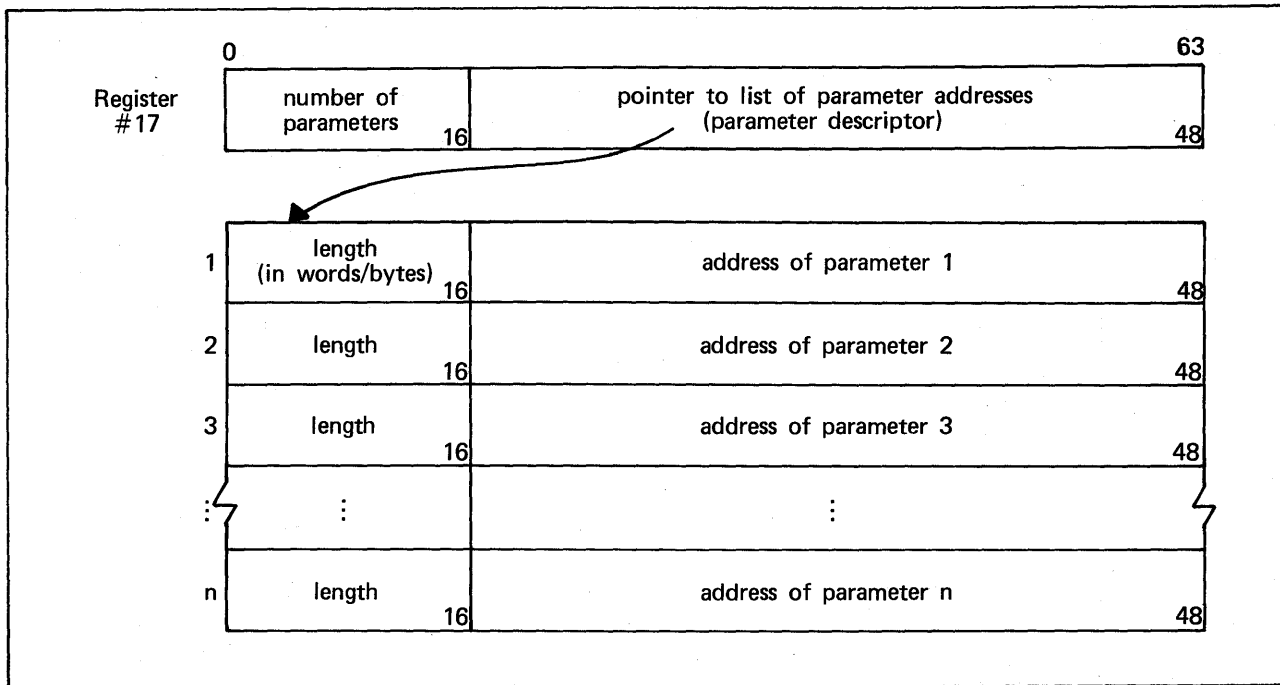 0 63
Register
#17
number of
parameters
16
pointer to list of parameter addresses
(parameter descriptor)
48
1
length
(in words/bytes)
16
address of parameter 1
48
2
length
16
address of parameter 2
48
3
length
16
address of parameter 3
48
⋮ ⋮ ⋮
n
length
16
address of parameter n
48